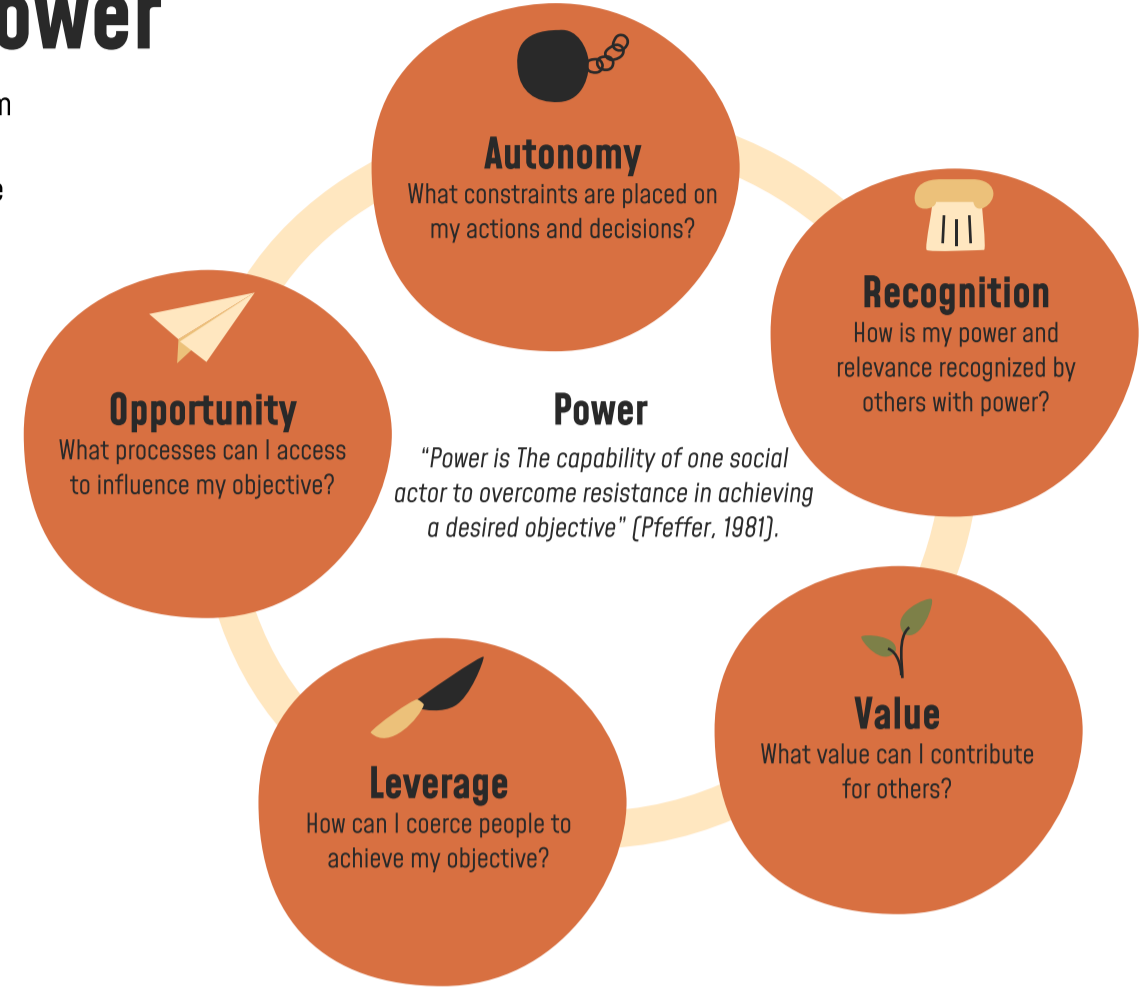 ower
m
e
Autonomy
What constraints are placed on
my actions and decisions?
Recognition
How is my power and
relevance recognized by
others with power?
Opportunity
What processes can I access
to influence my objective?
Power
“Power is The capability of one social
actor to overcome resistance in achieving
a desired objective” (Pfeffer, 1981).
Value
What value can I contribute
for others?
Leverage
How can I coerce people to
achieve my objective?